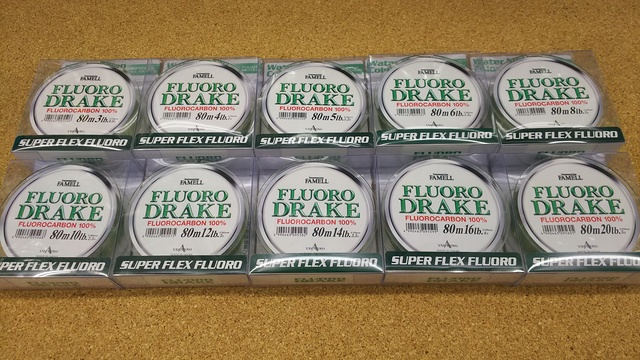 FAMELL
FLUORO
DRAKE
FLUOROCARBON 100%
80m 3lb.
SUPER FLEX FLUORO
FAMELL
FLUORO
DRAKE
FLUOROCARBON 100%
80m 4lb.
SUPER FLEX FLUORO
FAMELL
FLUORO
DRAKE
FLUOROCARBON 100%
80m 5lb.
SUPER FLEX FLUORO
FAMELL
FLUORO
DRAKE
FLUOROCARBON 100%
80m 6lb.
SUPER FLEX FLUORO
FAMELL
FLUORO
DRAKE
FLUOROCARBON 100%
80m 8lb.
SUPER FLEX FLUORO
FAMELL
FLUORO
DRAKE
FLUOROCARBON 100%
80m 10lb.
SUPER FLEX FLUORO
FAMELL
FLUORO
DRAKE
FLUOROCARBON 100%
80m 12lb.
SUPER FLEX FLUORO
FAMELL
FLUORO
DRAKE
FLUOROCARBON 100%
80m 14lb.
SUPER FLEX FLUORO
FAMELL
FLUORO
DRAKE
FLUOROCARBON 100%
80m 16lb.
SUPER FLEX FLUORO
FAMELL
FLUORO
DRAKE
FLUOROCARBON 100%
80m 20lb.
SUPER FLEX FLUORO